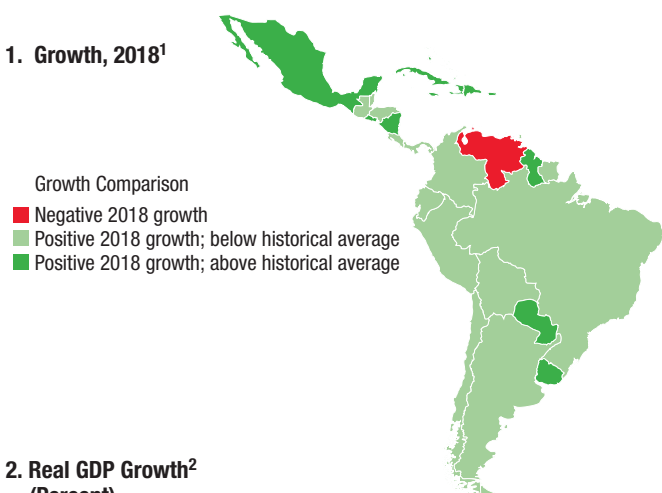 1. Growth, 2018¹
Growth Comparison
Negative 2018 growth
Positive 2018 growth; below historical average
Positive 2018 growth; above historical average
2. Real GDP Growth²
(Percent)